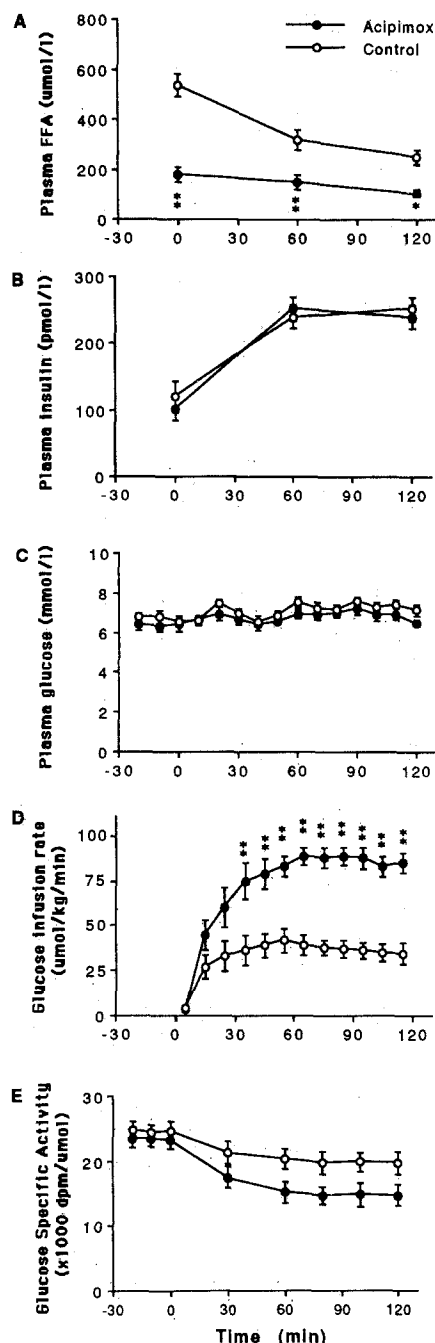 A
Acipimox
Control
Plasma FFA (umol/l)
800
600
400
200
0
** ** *
-30 0 30 60 90 120
B
Plasma insulin (pmol/l)
300
200
100
0
-30 0 30 60 90 120
C
Plasma glucose (mmol/l)
10
8
6
4
2
0
-30 0 30 60 90 120
D
Glucose Infusion rate
(umol/kg/min)
100
75
50
25
0
** ** ** ** ** ** ** ** **
-30 0 30 60 90 120
E
Glucose Specific Activity
(x1000 dpm/umol)
30
20
10
0
-30 0 30 60 90 120
Time (min)